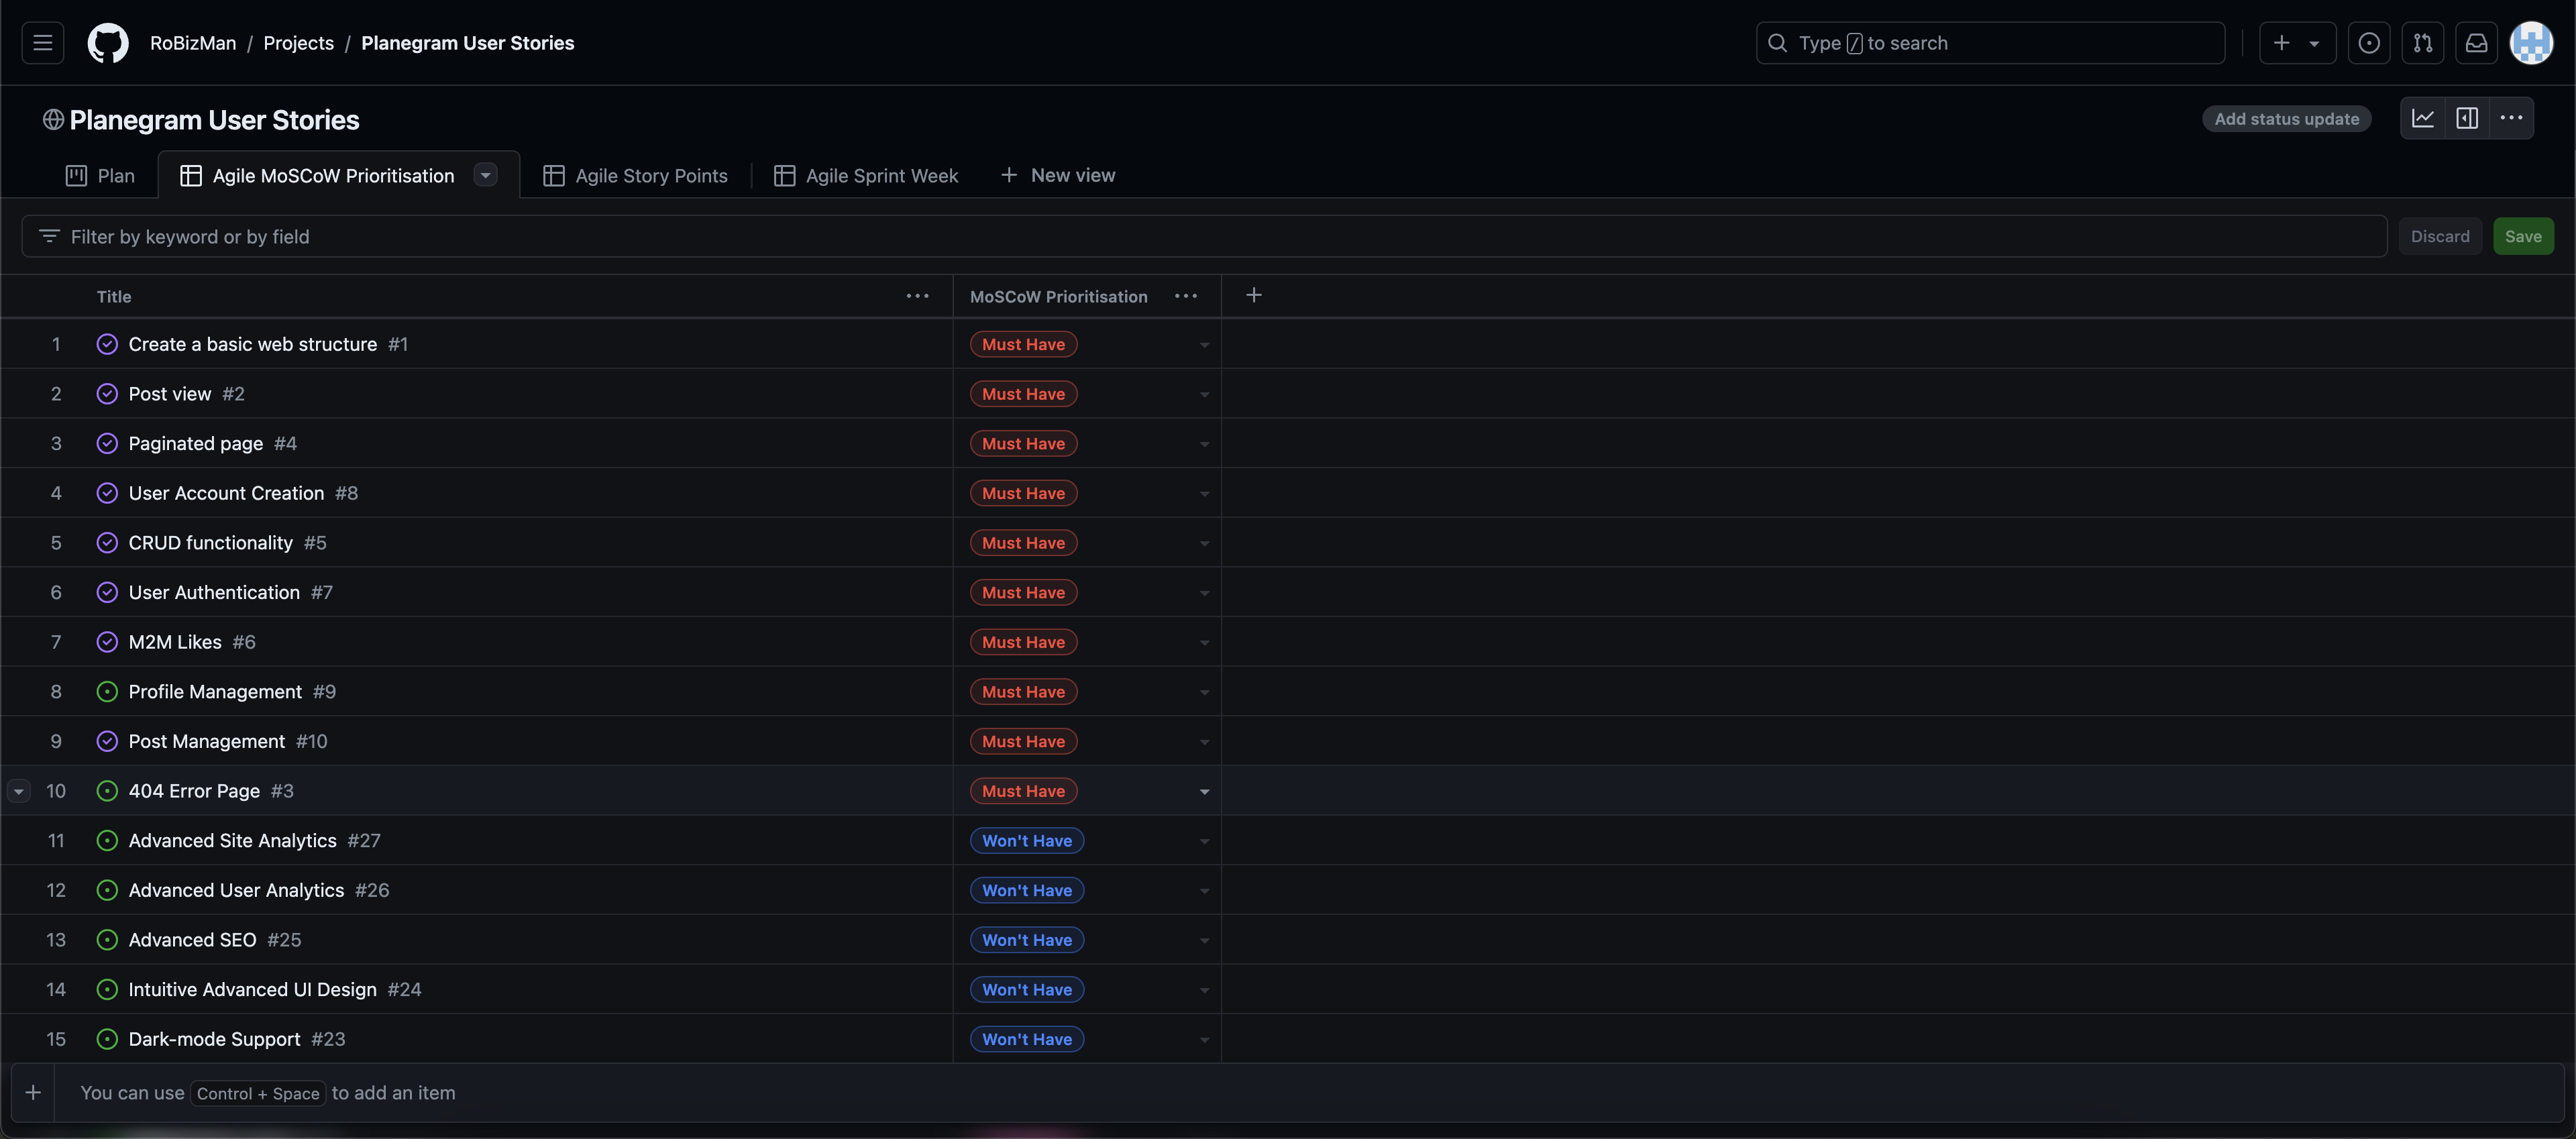 RoBizMan / Projects / Planegram User Stories
Type / to search
Planegram User Stories
Add status update
Plan
Agile MoSCoW Prioritisation
Agile Story Points
Agile Sprint Week
New view
Filter by keyword or by field
Discard
Save
Title
MoSCoW Prioritisation
1 Create a basic web structure #1 Must Have
2 Post view #2 Must Have
3 Paginated page #4 Must Have
4 User Account Creation #8 Must Have
5 CRUD functionality #5 Must Have
6 User Authentication #7 Must Have
7 M2M Likes #6 Must Have
8 Profile Management #9 Must Have
9 Post Management #10 Must Have
10 404 Error Page #3 Must Have
11 Advanced Site Analytics #27 Won't Have
12 Advanced User Analytics #26 Won't Have
13 Advanced SEO #25 Won't Have
14 Intuitive Advanced UI Design #24 Won't Have
15 Dark-mode Support #23 Won't Have
You can use Control + Space to add an item